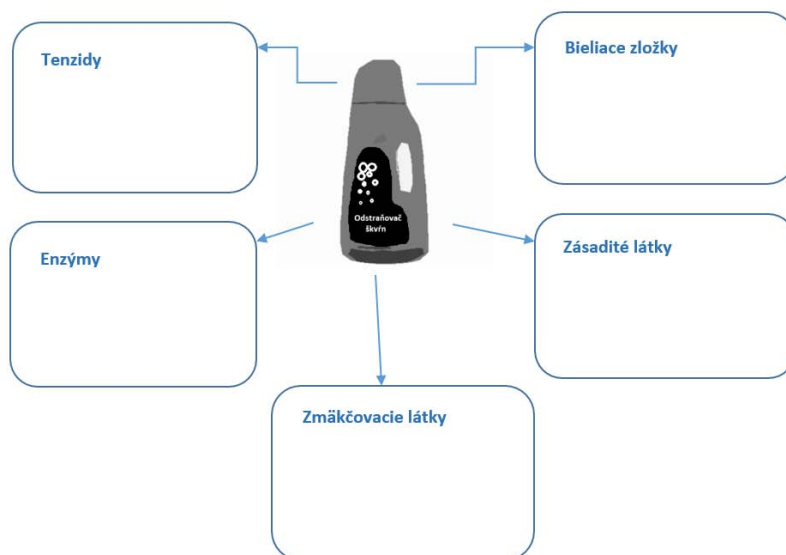 Tenzidy
Bieliace zložky
Odstraňovač
škvŕn
Enzýmy
Zásadité látky
Zmäkčovacie látky